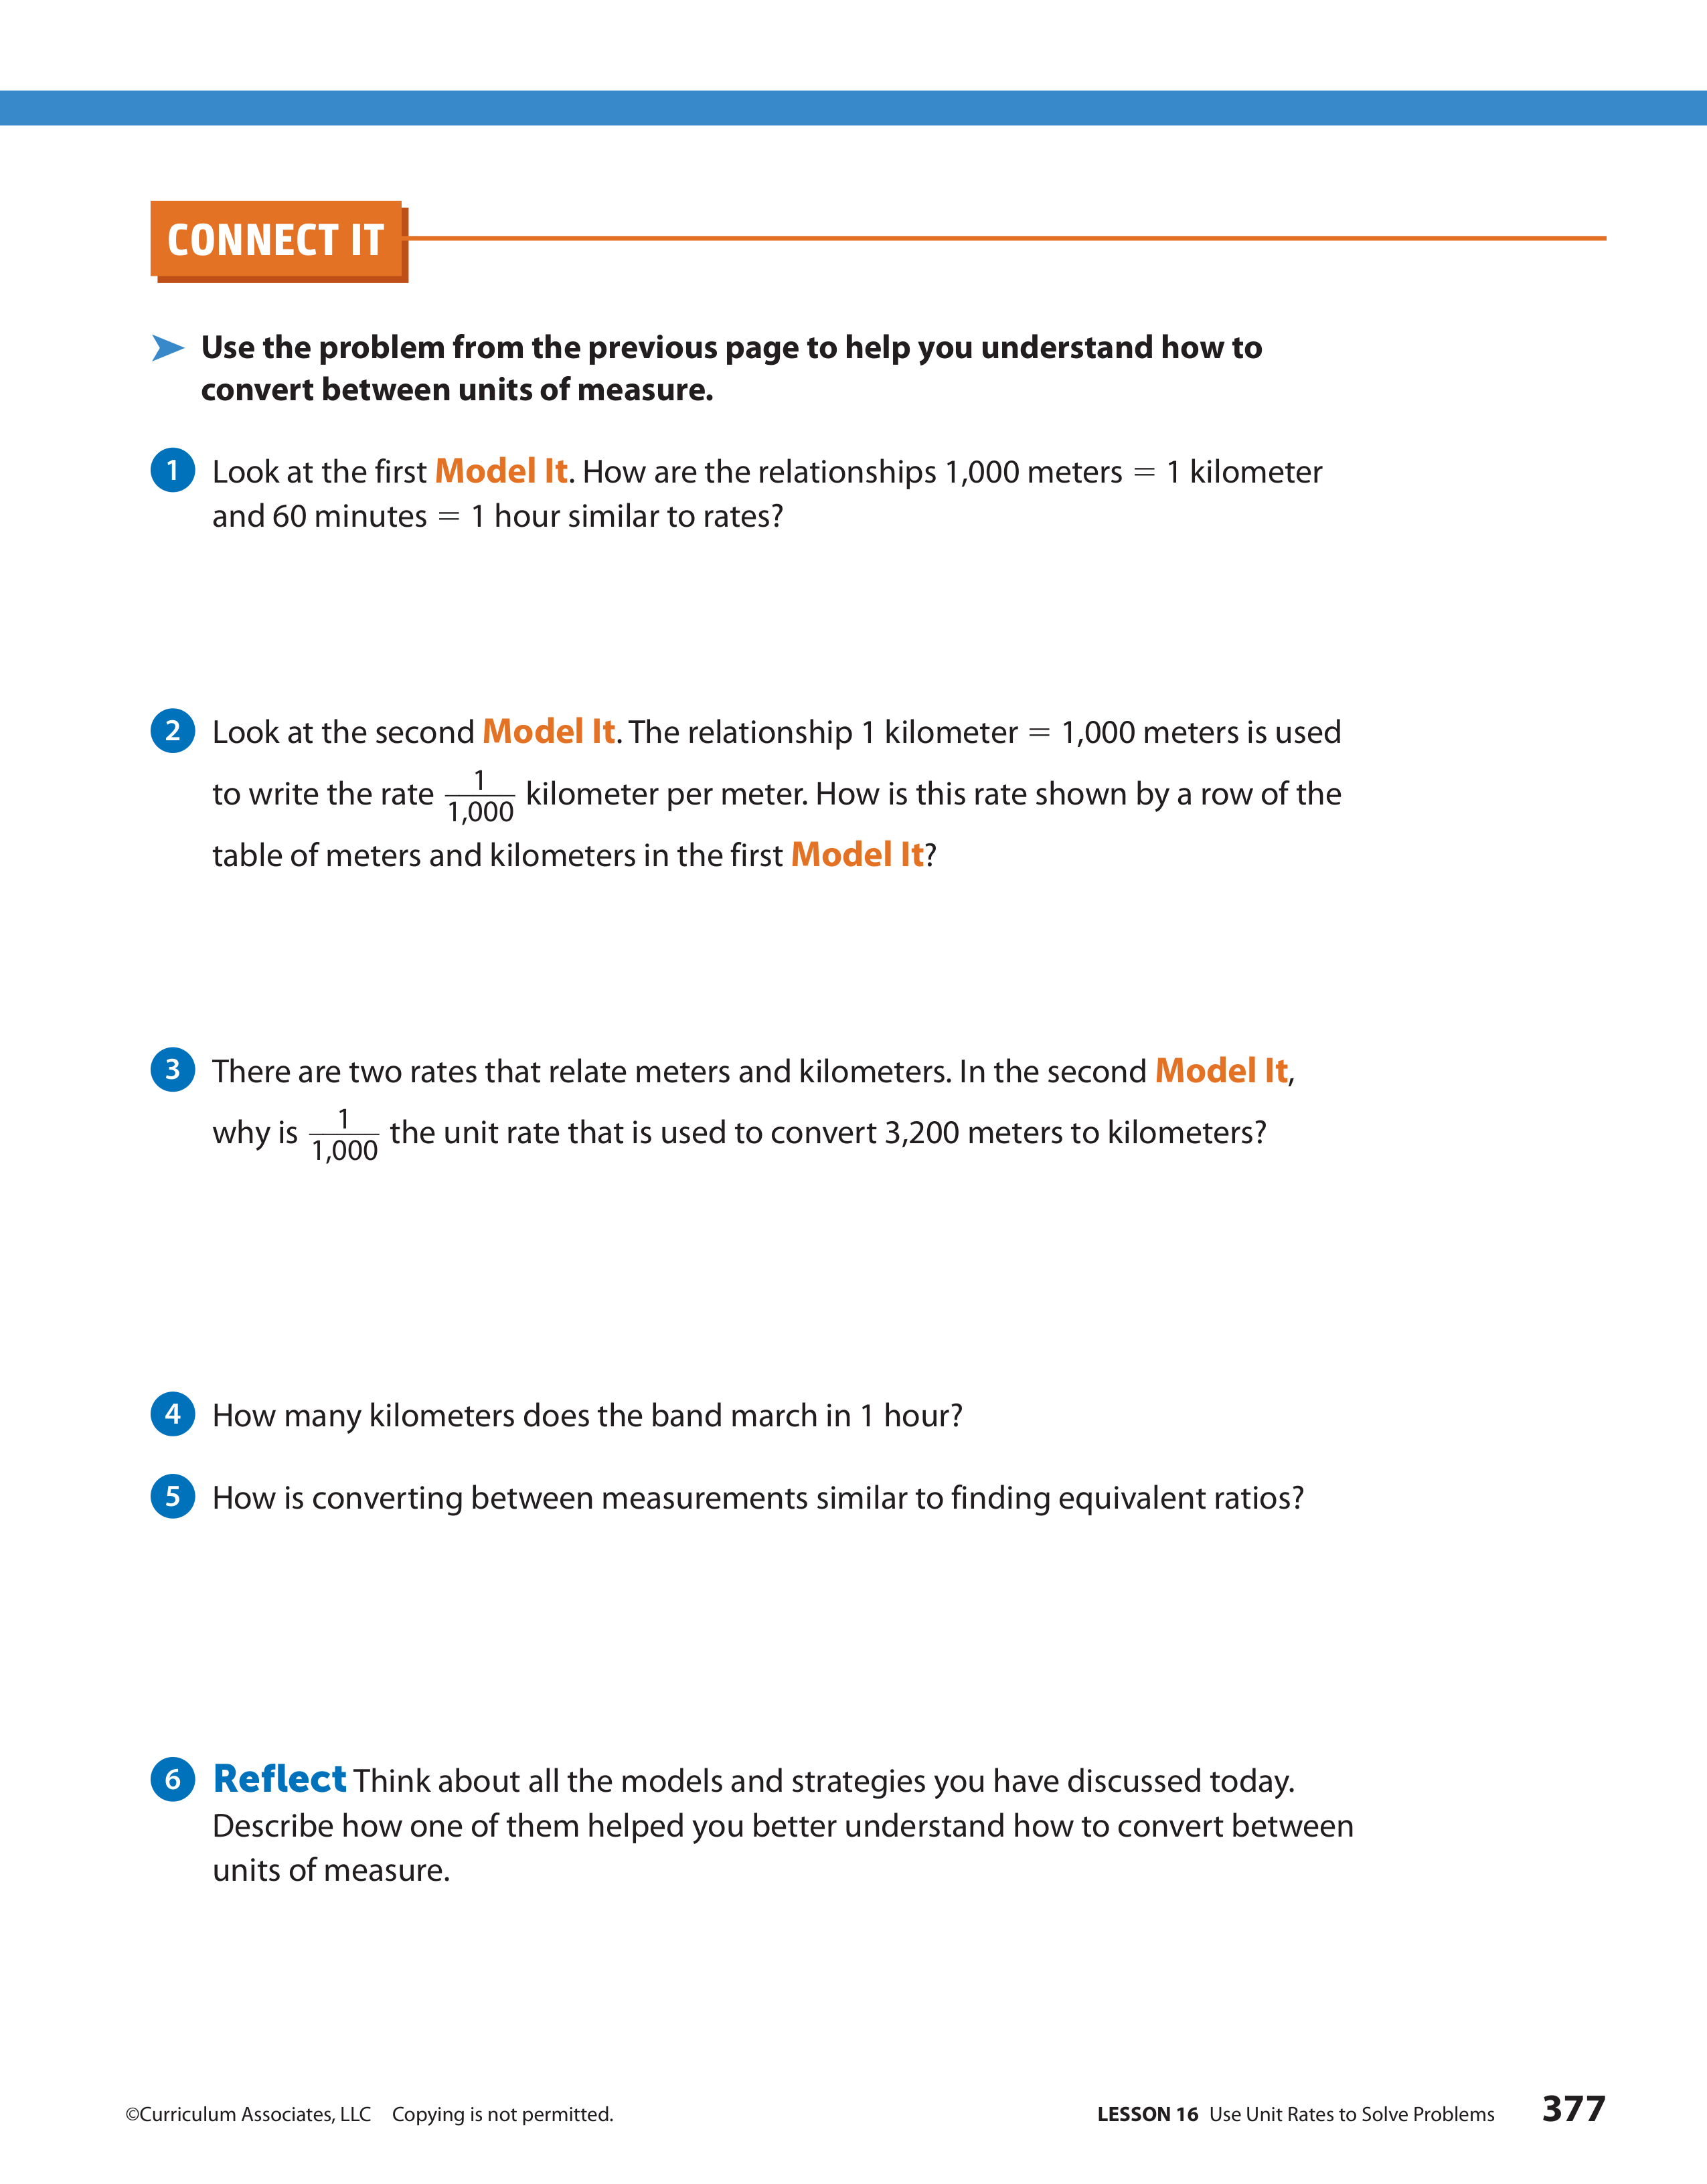 CONNECT IT
➤ Use the problem from the previous page to help you understand how to
convert between units of measure.
1 Look at the first Model It. How are the relationships 1,000 meters = 1 kilometer
and 60 minutes = 1 hour similar to rates?
2 Look at the second Model It. The relationship 1 kilometer = 1,000 meters is used
to write the rate 1/1,000 kilometer per meter. How is this rate shown by a row of the
table of meters and kilometers in the first Model It?
3 There are two rates that relate meters and kilometers. In the second Model It,
why is 1/1,000 the unit rate that is used to convert 3,200 meters to kilometers?
4 How many kilometers does the band march in 1 hour?
5 How is converting between measurements similar to finding equivalent ratios?
6 Reflect Think about all the models and strategies you have discussed today.
Describe how one of them helped you better understand how to convert between
units of measure.
©Curriculum Associates, LLC Copying is not permitted. LESSON 16 Use Unit Rates to Solve Problems 377